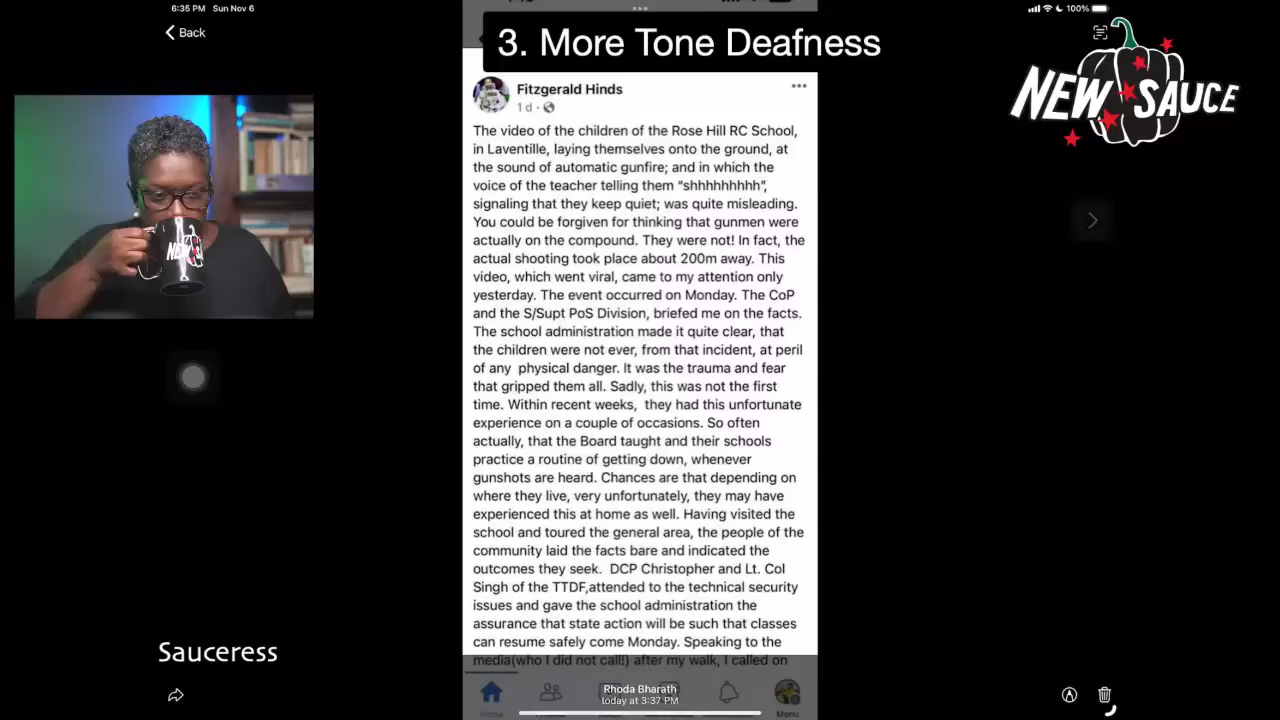 6:35 PM Sun Nov 6
100%
Back
3. More Tone Deafness
NEW SAUCE
Fitzgerald Hinds
1 d ·
The video of the children of the Rose Hill RC School,
in Laventille, laying themselves onto the ground, at
the sound of automatic gunfire; and in which the
voice of the teacher telling them “shhhhhhhhh”,
signaling that they keep quiet; was quite misleading.
You could be forgiven for thinking that gunmen were
actually on the compound. They were not! In fact, the
actual shooting took place about 200m away. This
video, which went viral, came to my attention only
yesterday. The event occurred on Monday. The CoP
and the S/Supt PoS Division, briefed me on the facts.
The school administration made it quite clear, that
the children were not ever, from that incident, at peril
of any physical danger. It was the trauma and fear
that gripped them all. Sadly, this was not the first
time. Within recent weeks, they had this unfortunate
experience on a couple of occasions. So often
actually, that the Board taught and their schools
practice a routine of getting down, whenever
gunshots are heard. Chances are that depending on
where they live, very unfortunately, they may have
experienced this at home as well. Having visited the
school and toured the general area, the people of the
community laid the facts bare and indicated the
outcomes they seek. DCP Christopher and Lt. Col
Singh of the TTDF,attended to the technical security
issues and gave the school administration the
assurance that state action will be such that classes
can resume safely come Monday. Speaking to the
media(who I did not call!) after my walk, I called on
NEW
Sauceress
Rhoda Bharath
today at 3:37 PM
Home
Menu